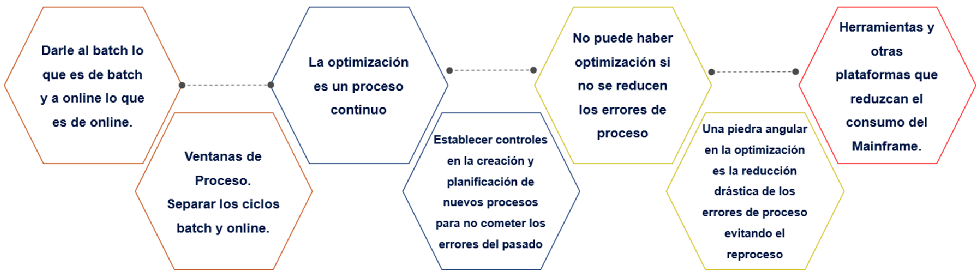 Darle al batch lo
que es de batch
y a online lo que
es de online.
Ventanas de
Proceso.
Separar los ciclos
batch y online.
La optimización
es un proceso
continuo
Establecer controles
en la creación y
planificación de
nuevos procesos
para no cometer los
errores del pasado
No puede haber
optimización si
no se reducen
los errores de
proceso
Una piedra angular
en la optimización
es la reducción
drástica de los
errores de proceso
evitando el
reproceso
Herramientas y
otras
plataformas que
reduzcan el
consumo del
Mainframe.